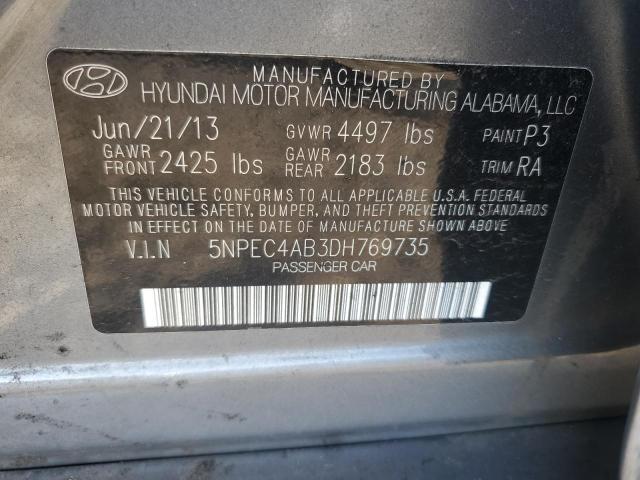 MANUFACTURED BY
HYUNDAI MOTOR MANUFACTURING ALABAMA, LLC
Jun/21/13 GVWR 4497 lbs PAINT P3
GAWR FRONT 2425 lbs GAWR REAR 2183 lbs TRIM RA
THIS VEHICLE CONFORMS TO ALL APPLICABLE U.S.A. FEDERAL
MOTOR VEHICLE SAFETY, BUMPER, AND THEFT PREVENTION STANDARDS
IN EFFECT ON THE DATE OF MANUFACTURE SHOWN ABOVE
V.I.N 5NPEC4AB3DH769735
PASSENGER CAR